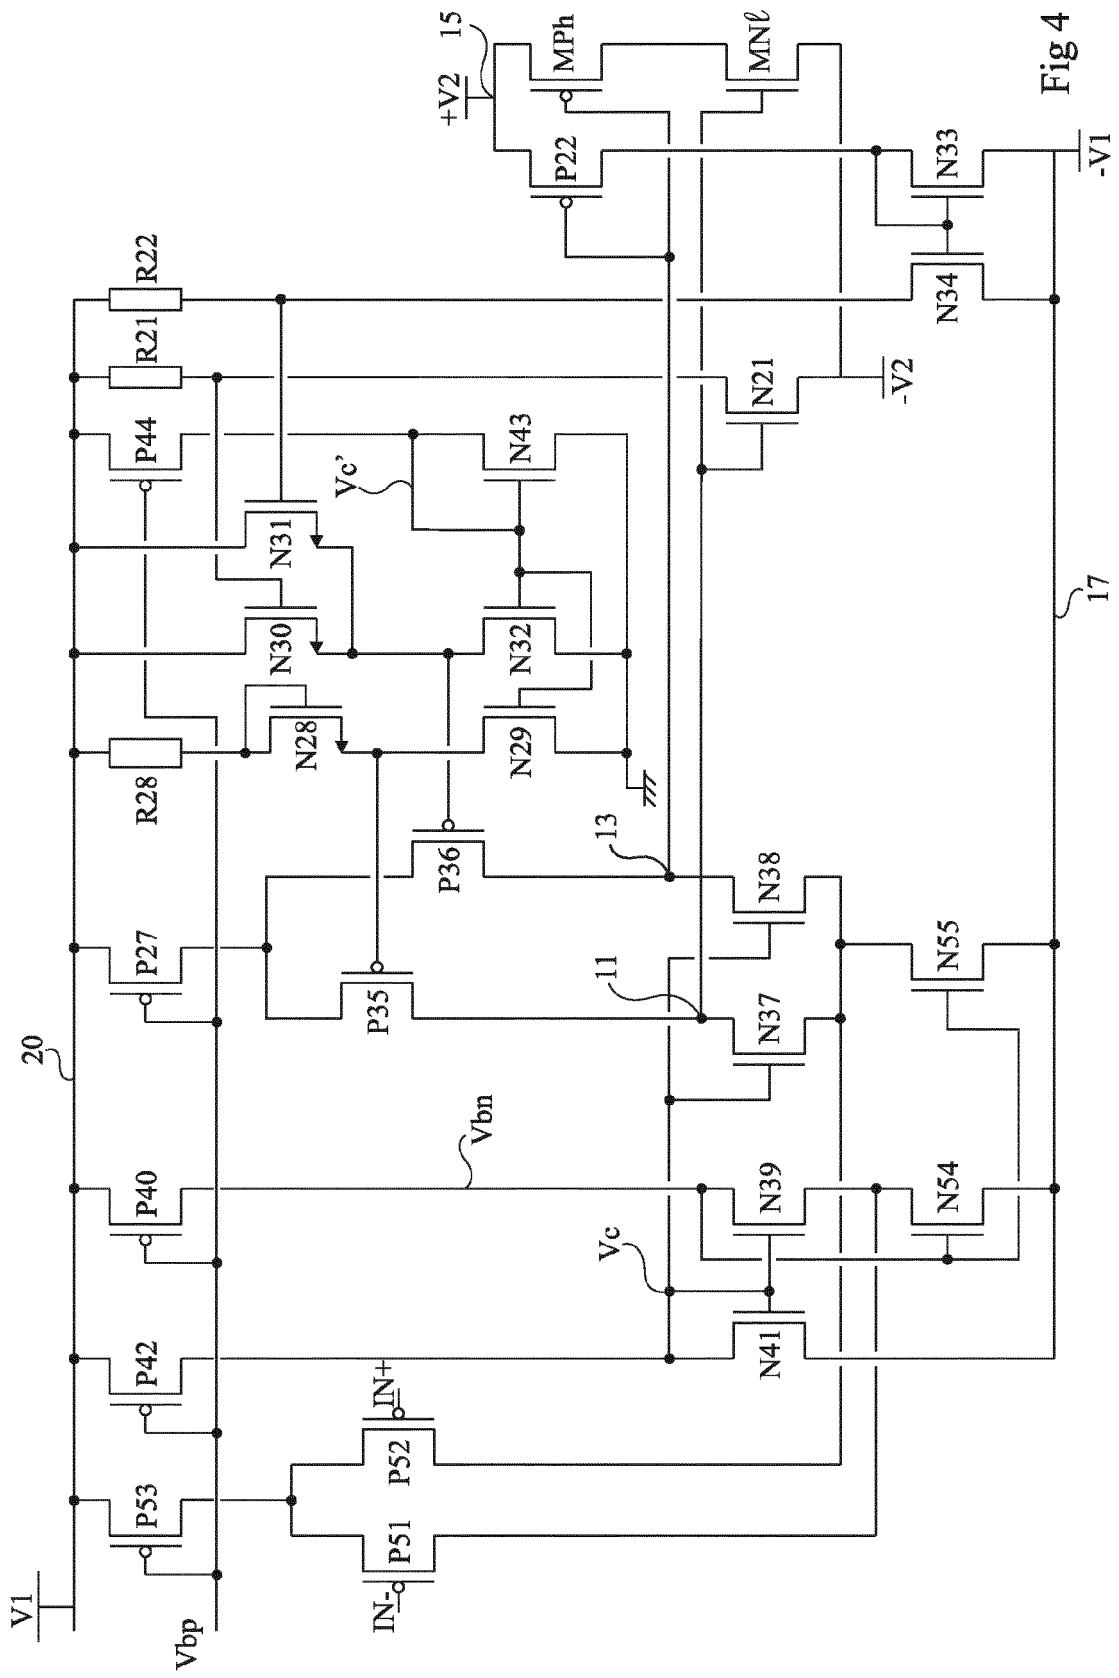 V1
20
Vbp
P53
P42
P40
P27
R28
P44
R21
R22
N28
N30
N31
IN-
P51
P52
IN+
P35
P36
N29
N32
N43
Vc'
Vbn
Vc
11
13
+V2
15
P22
MPh
MNℓ
N41
N39
N37
N38
N21
-V2
N54
N55
N34
N33
17
-V1
Fig 4